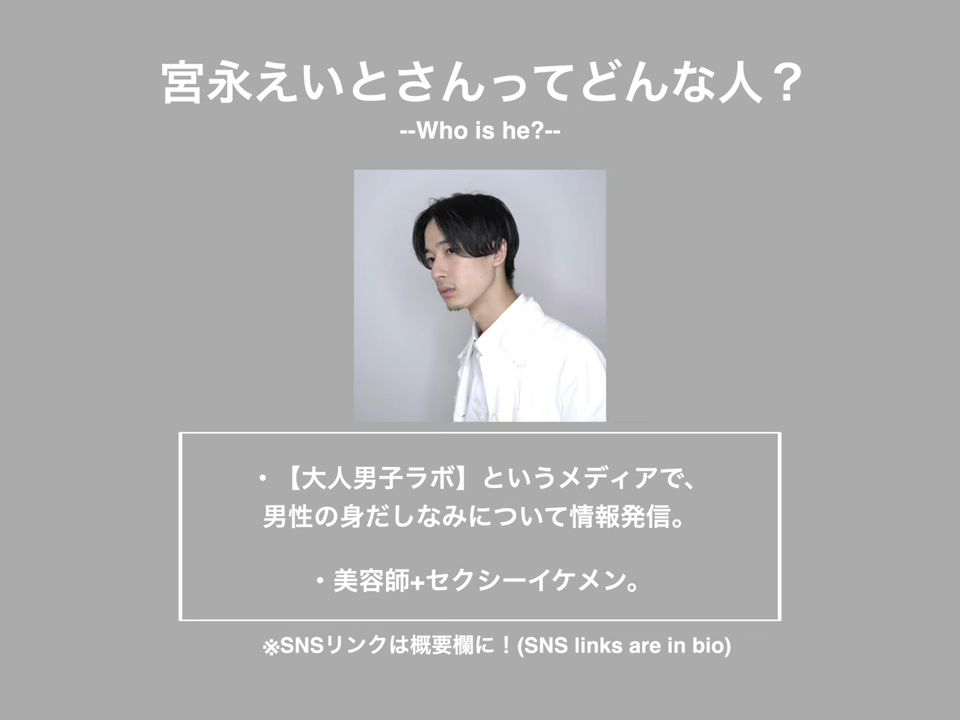 宮永えいとさんってどんな人？
--Who is he?--
・【大人男子ラボ】というメディアで、
男性の身だしなみについて情報発信。
・美容師+セクシーイケメン。
※SNSリンクは概要欄に！(SNS links are in bio)